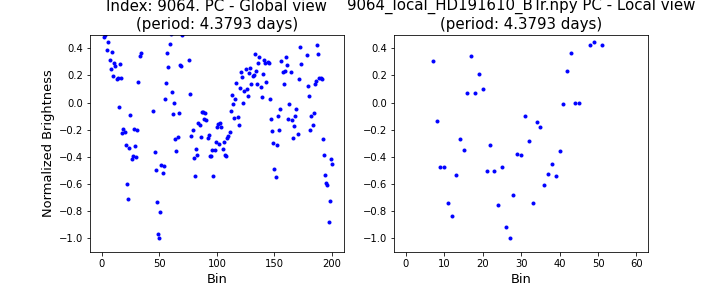 Index: 9064. PC - Global view
(period: 4.3793 days)
9064_local_HD191610_BTr.npy PC - Local view
(period: 4.3793 days)
Normalized Brightness
0.4
0.2
0.0
−0.2
−0.4
−0.6
−0.8
−1.0
0 50 100 150 200
Bin
0.4
0.2
0.0
−0.2
−0.4
−0.6
−0.8
−1.0
0 10 20 30 40 50 60
Bin